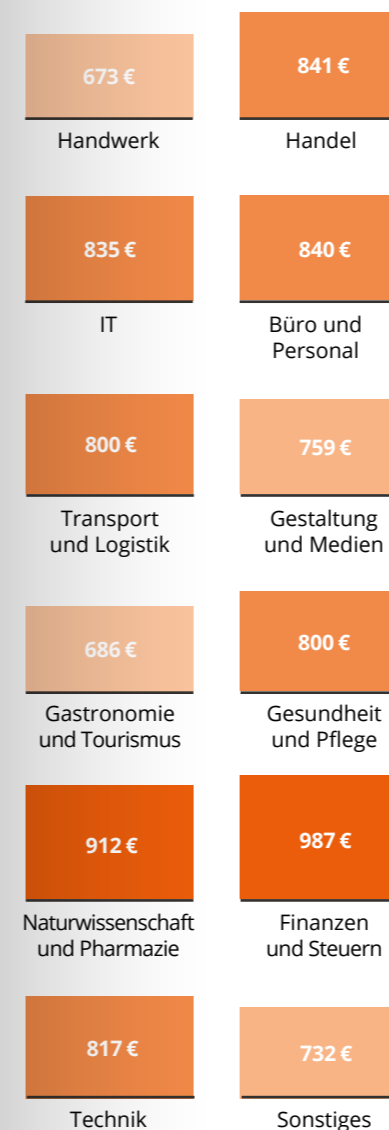 673 €
Handwerk
841 €
Handel
835 €
IT
840 €
Büro und
Personal
800 €
Transport
und Logistik
759 €
Gestaltung
und Medien
686 €
Gastronomie
und Tourismus
800 €
Gesundheit
und Pflege
912 €
Naturwissenschaft
und Pharmazie
987 €
Finanzen
und Steuern
817 €
Technik
732 €
Sonstiges